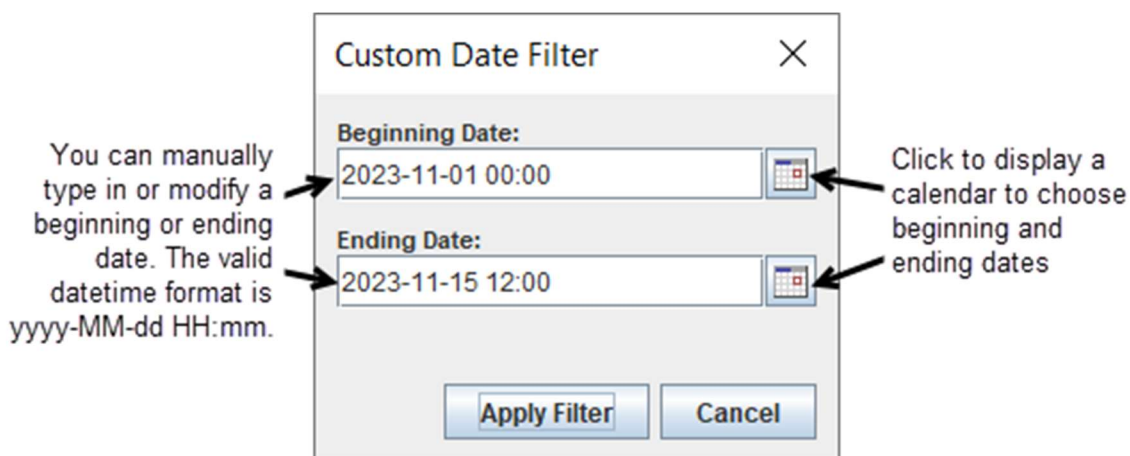 Custom Date Filter
Beginning Date:
2023-11-01 00:00
Ending Date:
2023-11-15 12:00
Apply Filter
Cancel
You can manually
type in or modify a
beginning or ending
date. The valid
datetime format is
yyyy-MM-dd HH:mm.
Click to display a
calendar to choose
beginning and
ending dates